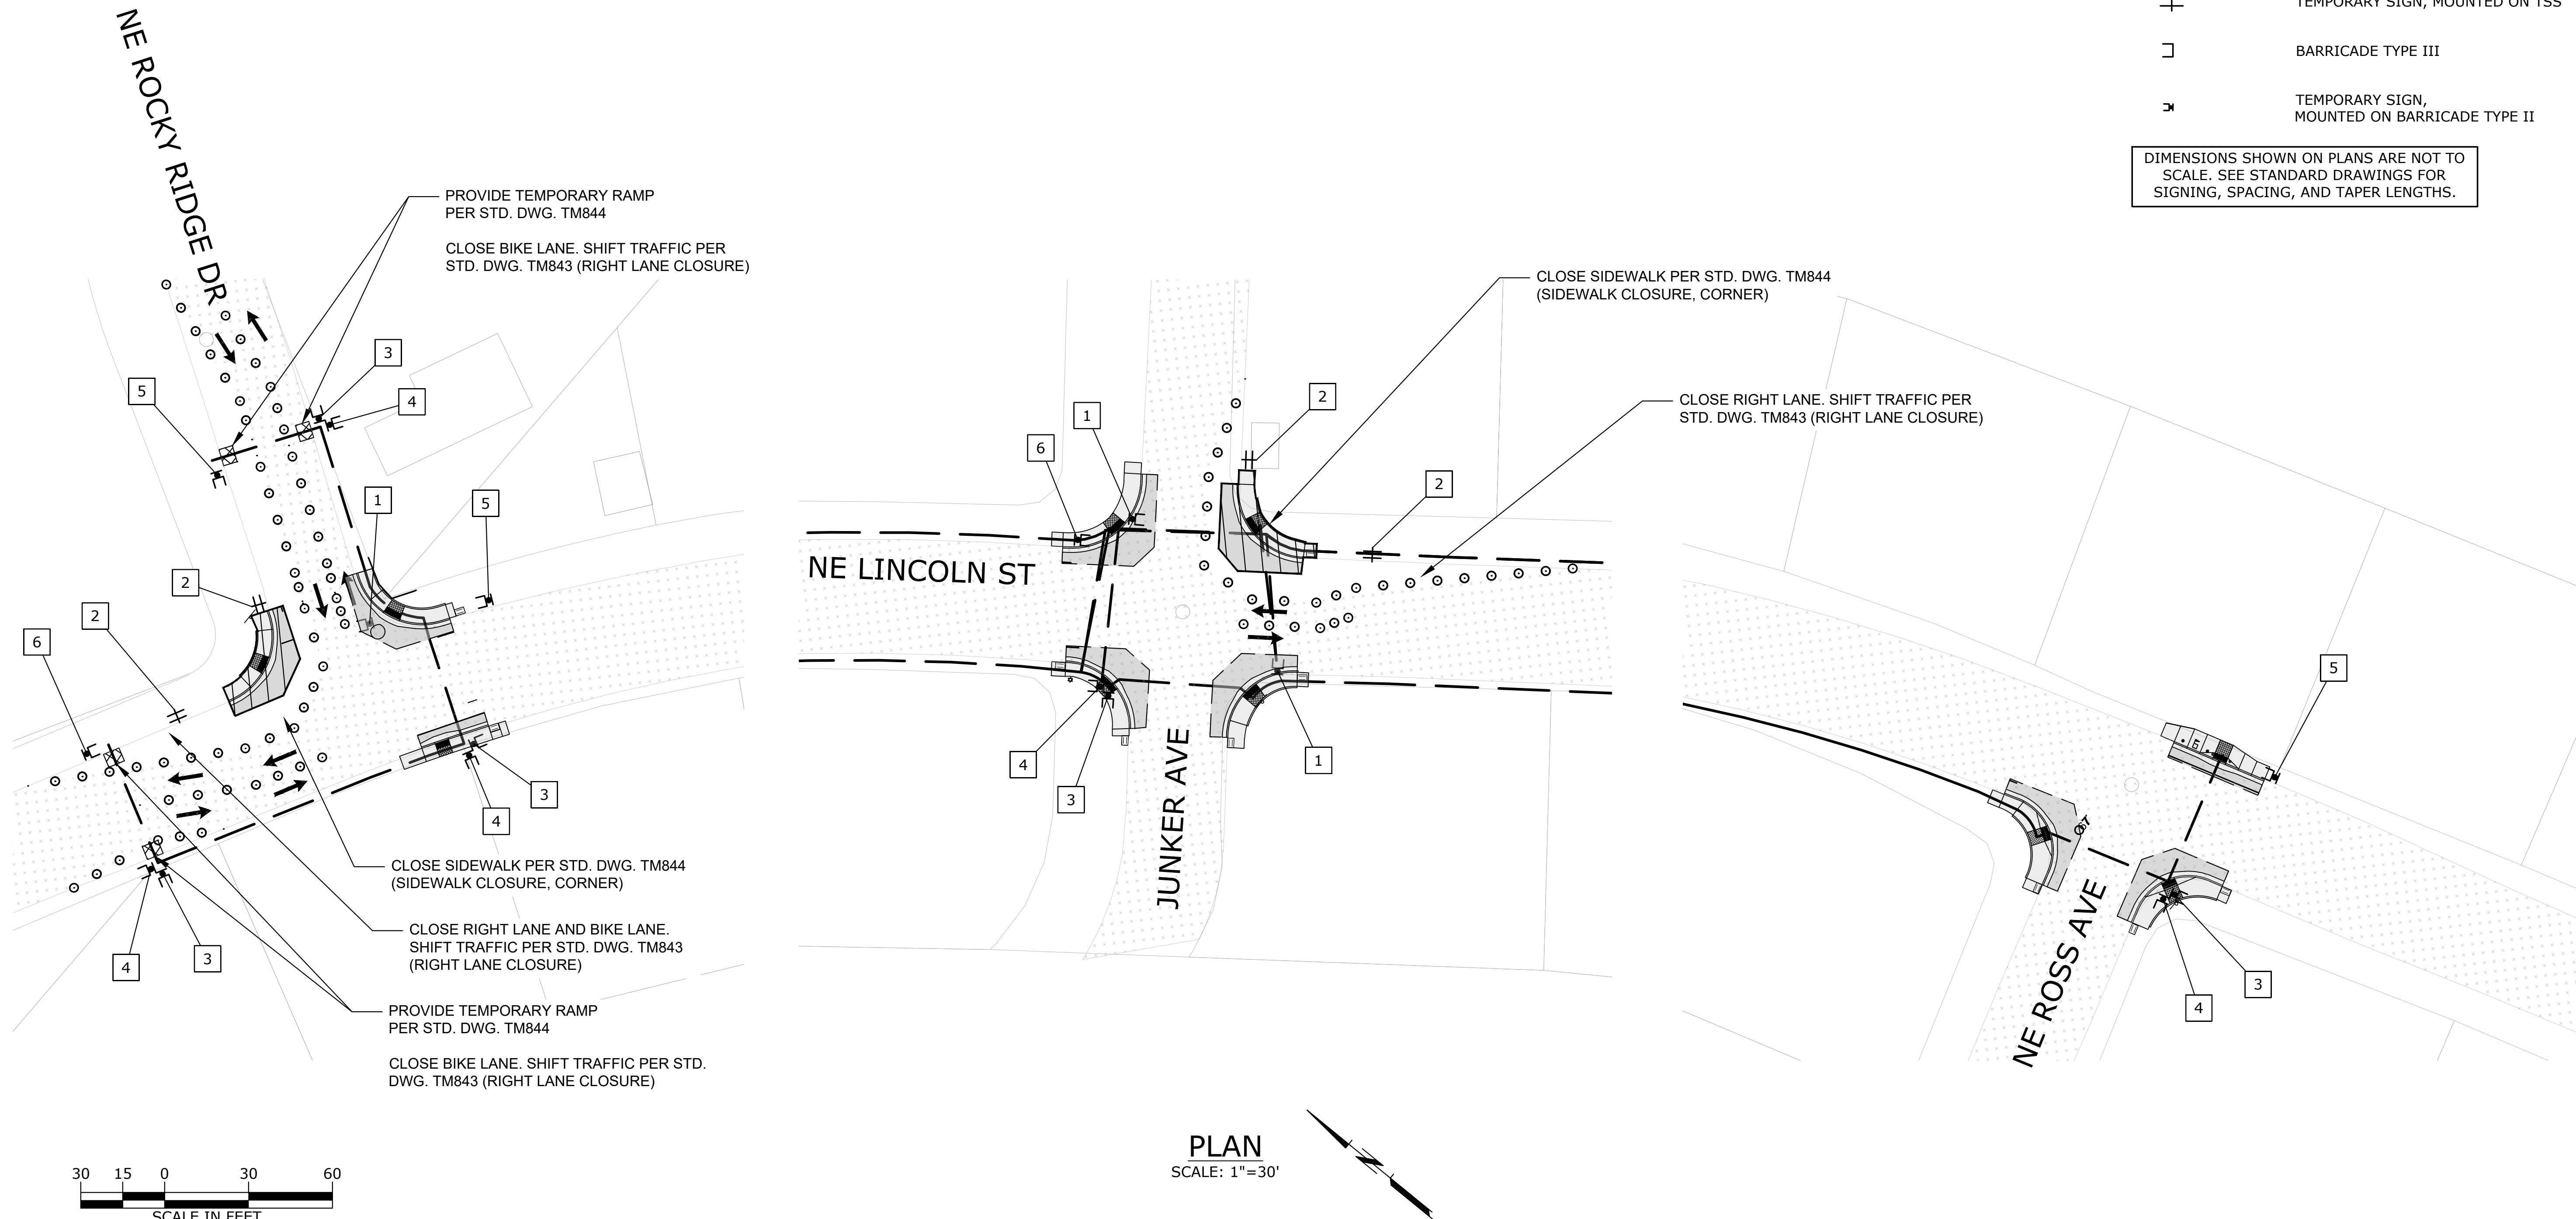 TEMPORARY SIGN, MOUNTED ON TSS
BARRICADE TYPE III
TEMPORARY SIGN,
MOUNTED ON BARRICADE TYPE II
DIMENSIONS SHOWN ON PLANS ARE NOT TO
SCALE. SEE STANDARD DRAWINGS FOR
SIGNING, SPACING, AND TAPER LENGTHS.
NE ROCKY RIDGE DR
PROVIDE TEMPORARY RAMP
PER STD. DWG. TM844
CLOSE BIKE LANE. SHIFT TRAFFIC PER
STD. DWG. TM843 (RIGHT LANE CLOSURE)
3
5
4
1
5
2
2
6
3
4
4
3
CLOSE SIDEWALK PER STD. DWG. TM844
(SIDEWALK CLOSURE, CORNER)
CLOSE RIGHT LANE AND BIKE LANE.
SHIFT TRAFFIC PER STD. DWG. TM843
(RIGHT LANE CLOSURE)
PROVIDE TEMPORARY RAMP
PER STD. DWG. TM844
CLOSE BIKE LANE. SHIFT TRAFFIC PER STD.
DWG. TM843 (RIGHT LANE CLOSURE)
CLOSE SIDEWALK PER STD. DWG. TM844
(SIDEWALK CLOSURE, CORNER)
CLOSE RIGHT LANE. SHIFT TRAFFIC PER
STD. DWG. TM843 (RIGHT LANE CLOSURE)
2
1
6
2
NE LINCOLN ST
JUNKER AVE
4
3
1
5
NE ROSS AVE
3
4
PLAN
SCALE: 1"=30'
30 15 0 30 60
SCALE IN FEET